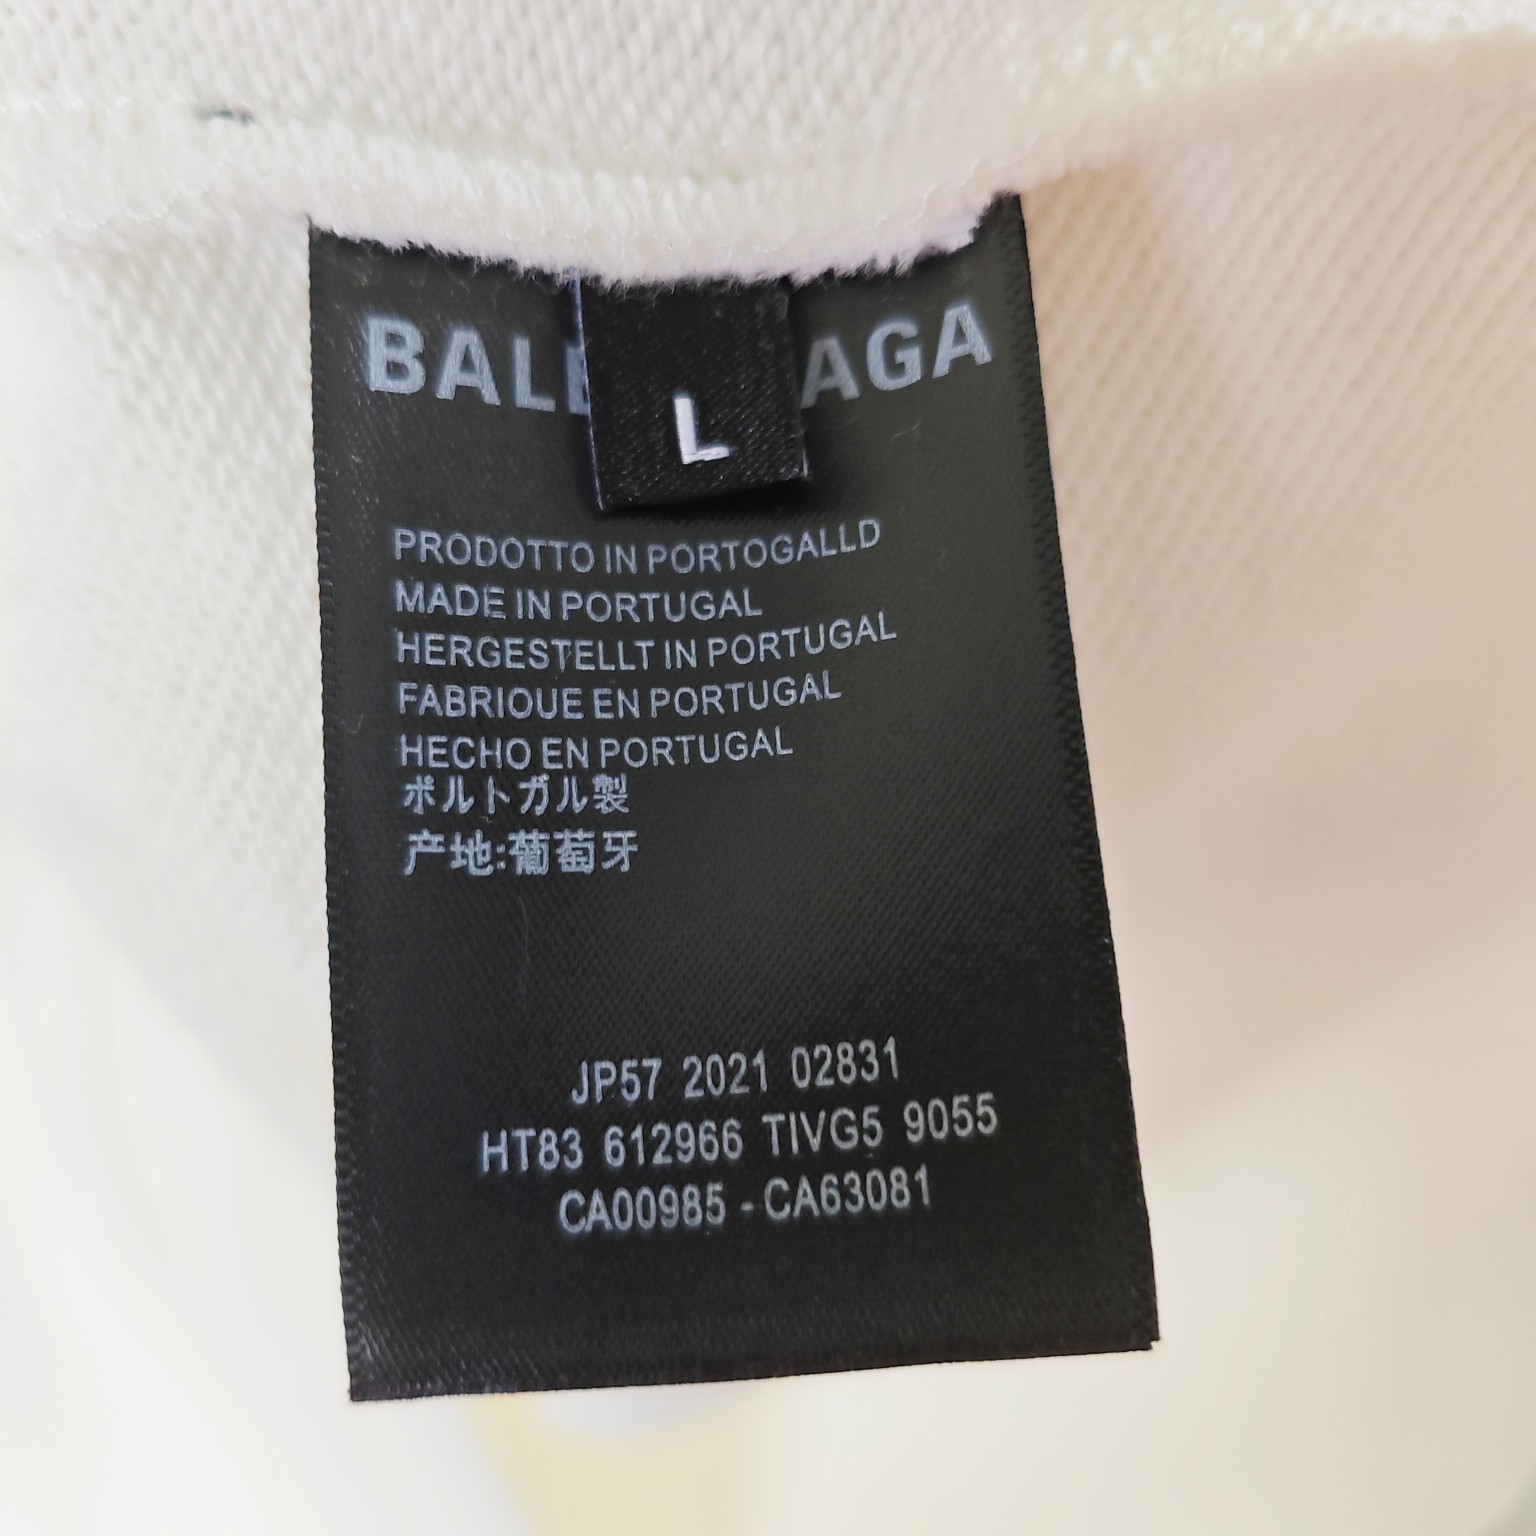 BALE AGA
L
PRODOTTO IN PORTOGALLD
MADE IN PORTUGAL
HERGESTELLT IN PORTUGAL
FABRIOUE EN PORTUGAL
HECHO EN PORTUGAL
ポルトガル製
产地:葡萄牙
JP57 2021 02831
HT83 612966 TIVG5 9055
CA00985 - CA63081